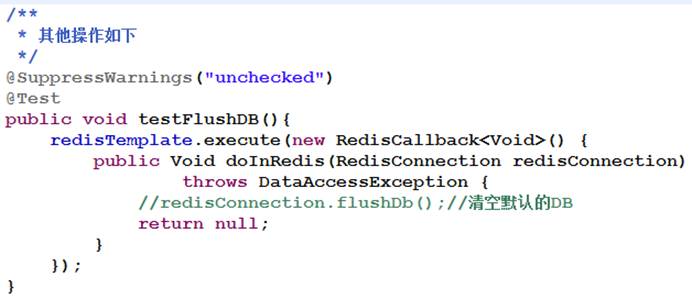 /**
 * 其他操作如下
 */
@SuppressWarnings("unchecked")
@Test
public void testFlushDB(){
    redisTemplate.execute(new RedisCallback<Void>() {
        public Void doInRedis(RedisConnection redisConnection)
                throws DataAccessException {
            //redisConnection.flushDb();//清空默认的DB
            return null;
        }
    });
}